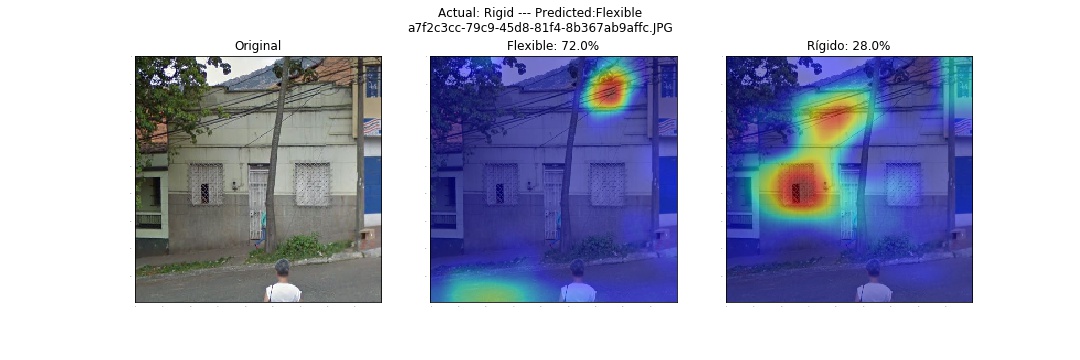 Actual: Rigid --- Predicted:Flexible
a7f2c3cc-79c9-45d8-81f4-8b367ab9affc.JPG
Original
Flexible: 72.0%
Rígido: 28.0%